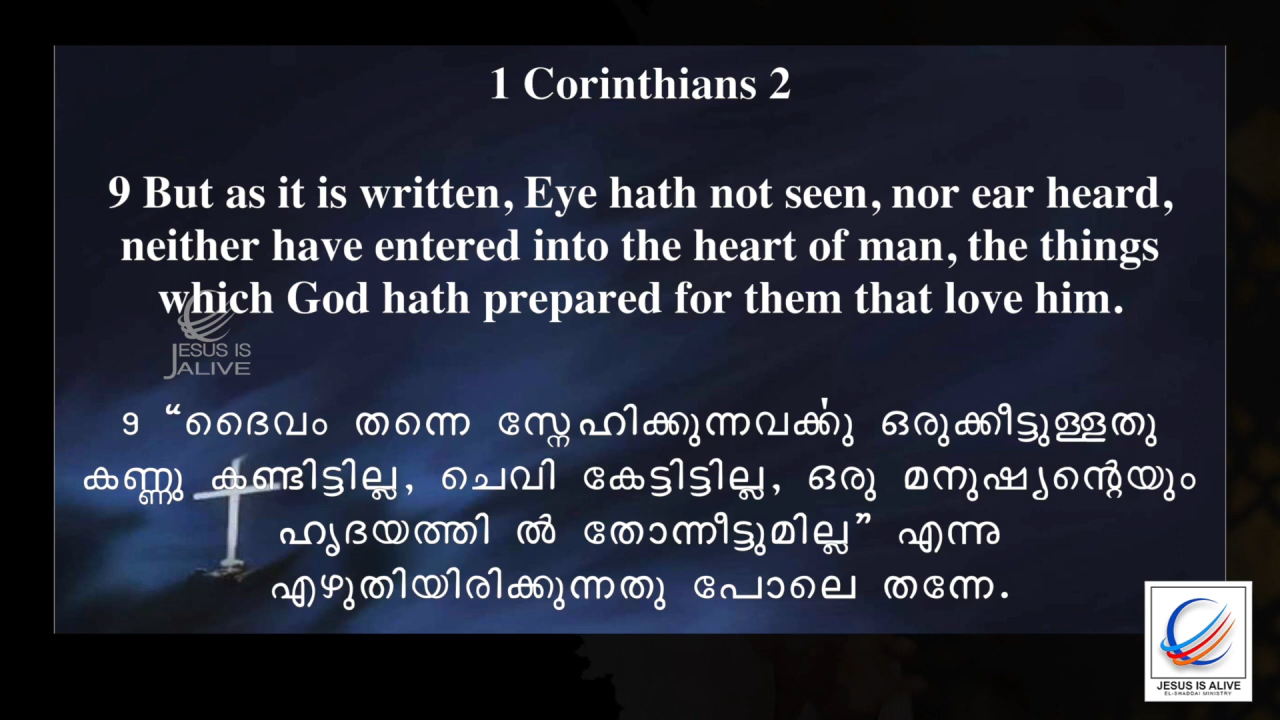 1 Corinthians 2
9 But as it is written, Eye hath not seen, nor ear heard,
neither have entered into the heart of man, the things
which God hath prepared for them that love him.
JESUS IS
ALIVE
9 “ദൈവം തന്നെ സ്നേഹിക്കുന്നവൎക്കു ഒരുക്കീട്ടുള്ളതു
കണ്ണു കണ്ടിട്ടില്ല, ചെവി കേട്ടിട്ടില്ല, ഒരു മനുഷ്യന്റെയും
ഹൃദയത്തി ൽ തോന്നീട്ടുമില്ല” എന്നു
എഴുതിയിരിക്കുന്നതു പോലെ തന്നേ.
JESUS IS ALIVE
EL-SHADDAI MINISTRY